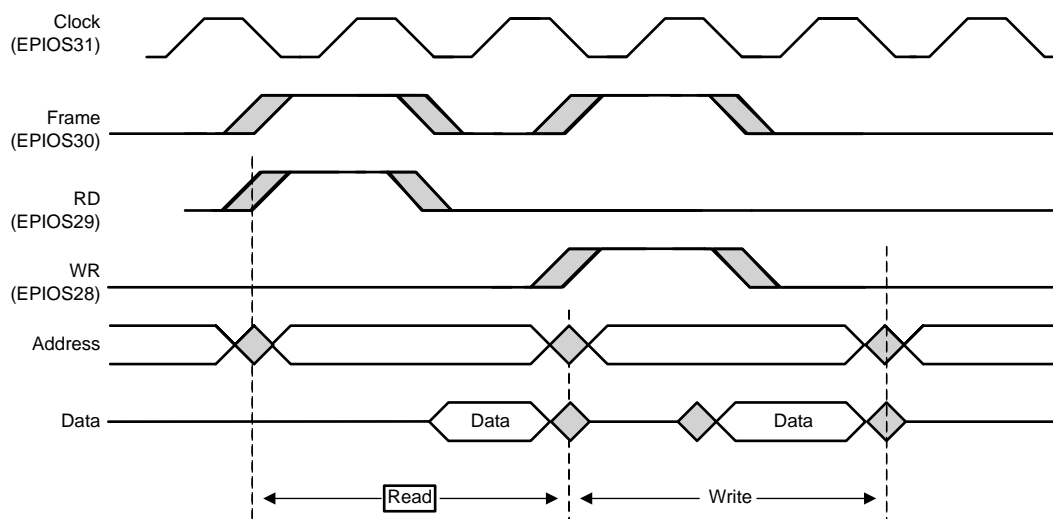 Clock
(EPIOS31)
Frame
(EPIOS30)
RD
(EPIOS29)
WR
(EPIOS28)
Address
Data
Data
Data
Read
Write